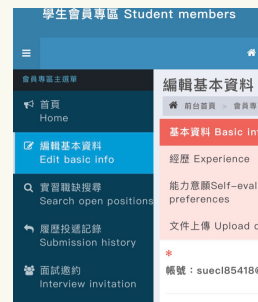 學生會員專區 Student members
會員專區主選單
首頁
Home
編輯基本資料
Edit basic info
實習職缺搜尋
Search open positions
履歷投遞記錄
Submission history
面試邀約
Interview invitation
編輯基本資料
前台首頁 » 會員專
基本資料 Basic in
經歷 Experience
能力意願Self-eval
preferences
文件上傳 Upload
*
帳號：suecl85418@